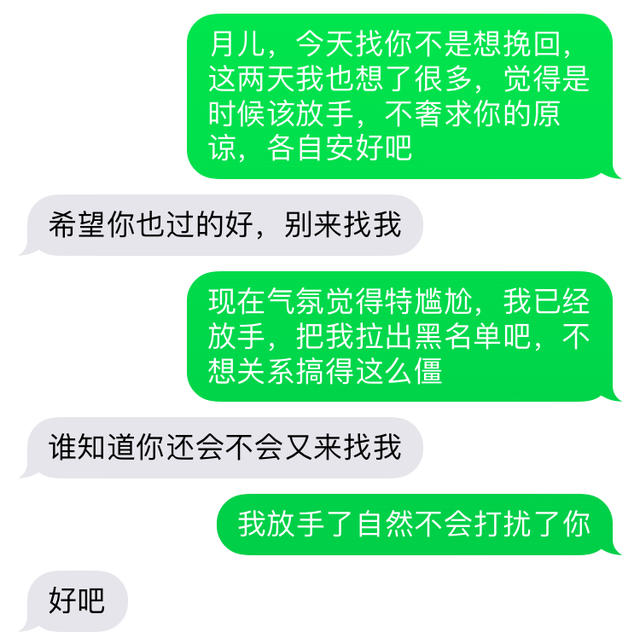 月儿，今天找你不是想挽回，
这两天我也想了很多，觉得是
时候该放手，不奢求你的原
谅，各自安好吧
希望你也过的好，别来找我
现在气氛觉得特尴尬，我已经
放手，把我拉出黑名单吧，不
想关系搞得这么僵
谁知道你还会不会又来找我
我放手了自然不会打扰了你
好吧